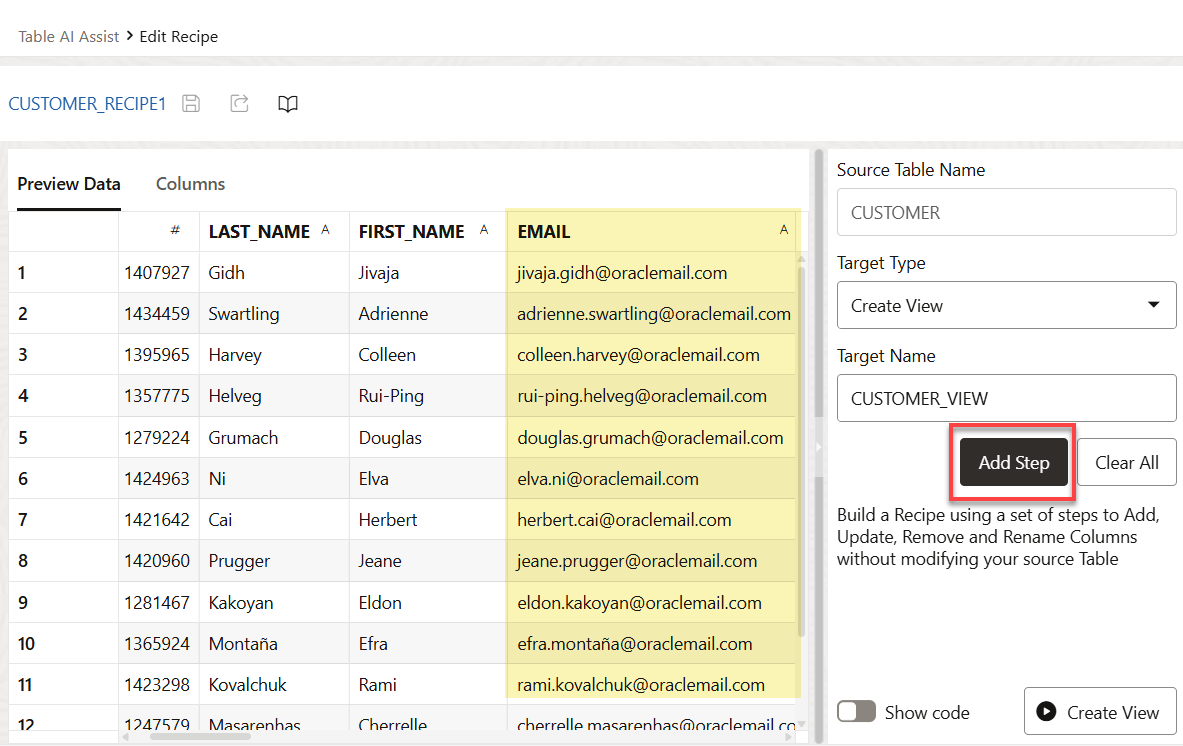 Table AI Assist > Edit Recipe
CUSTOMER_RECIPE1
Preview Data Columns
# LAST_NAME A FIRST_NAME A EMAIL A
1 1407927 Gidh Jivaja jivaja.gidh@oraclemail.com
2 1434459 Swartling Adrienne adrienne.swartling@oraclemail.com
3 1395965 Harvey Colleen colleen.harvey@oraclemail.com
4 1357775 Helveg Rui-Ping rui-ping.helveg@oraclemail.com
5 1279224 Grumach Douglas douglas.grumach@oraclemail.com
6 1424963 Ni Elva elva.ni@oraclemail.com
7 1421642 Cai Herbert herbert.cai@oraclemail.com
8 1420960 Prugger Jeane jeane.prugger@oraclemail.com
9 1281467 Kakoyan Eldon eldon.kakoyan@oraclemail.com
10 1365924 Montaña Efra efra.montaña@oraclemail.com
11 1423298 Kovalchuk Rami rami.kovalchuk@oraclemail.com
12 1247579 Masarenhas Cherrelle cherrelle.masarenhas@oraclemail.co
Source Table Name
CUSTOMER
Target Type
Create View
Target Name
CUSTOMER_VIEW
Add Step Clear All
Build a Recipe using a set of steps to Add,
Update, Remove and Rename Columns
without modifying your source Table
Show code Create View